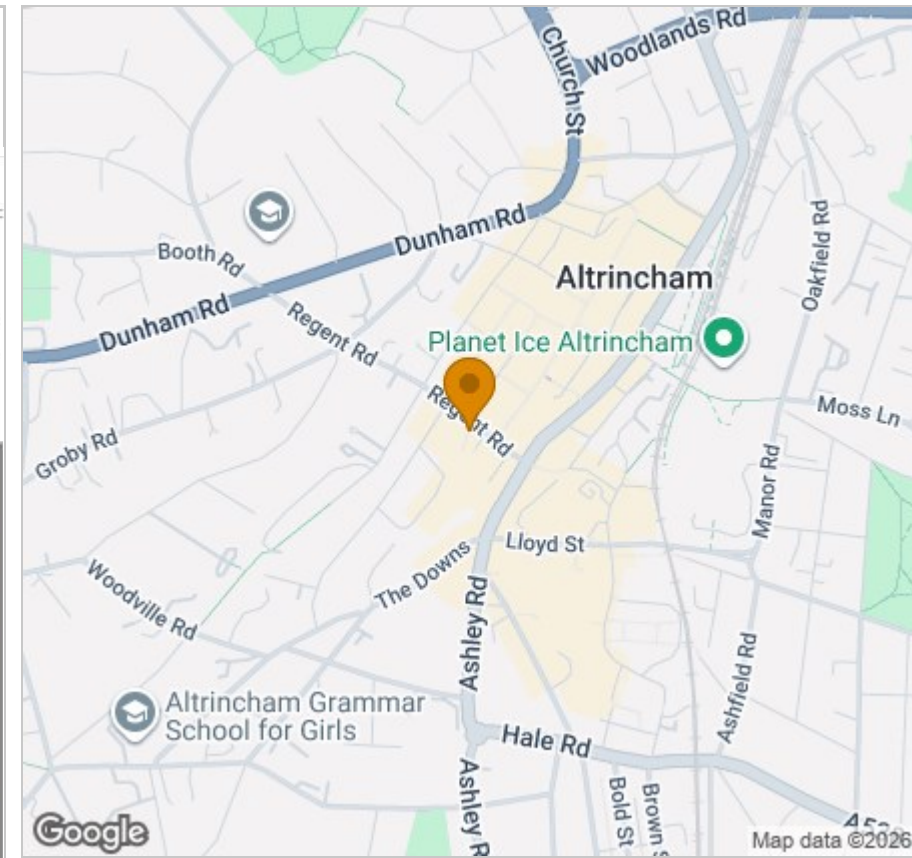 Church St
Woodlands Rd
Dunham Rd
Booth Rd
Oakfield Rd
Altrincham
Dunham Rd
Regent Rd
Planet Ice Altrincham
Regent Rd
Moss Ln
Groby Rd
Manor Rd
Lloyd St
The Downs
Woodville Rd
Ashley Rd
Ashfield Rd
Altrincham Grammar
School for Girls
Hale Rd
Bold St
Google
Map data ©2026